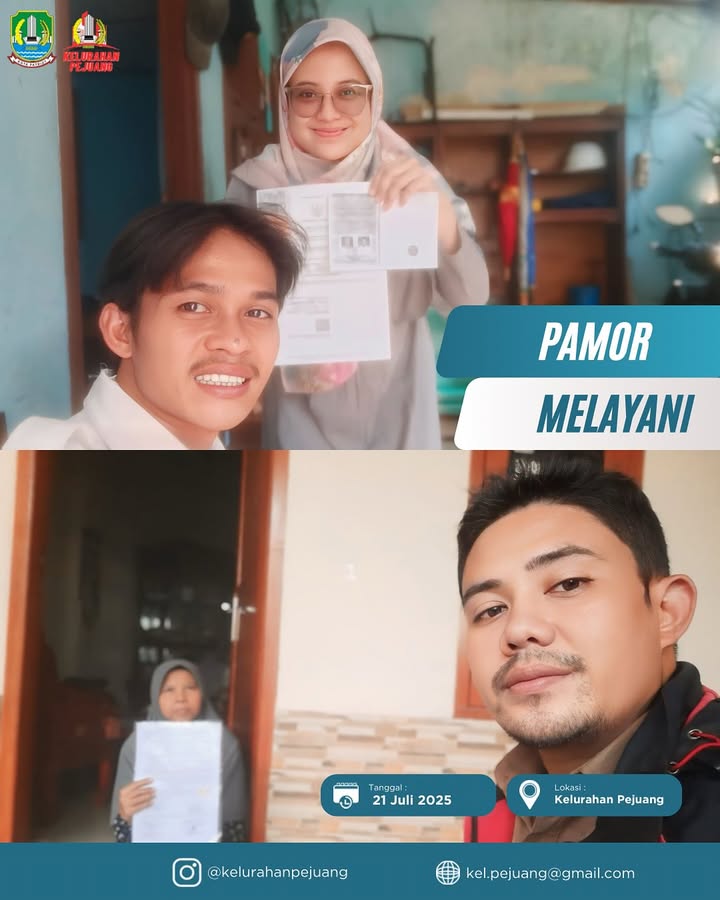 KELURAHAN
PEJUANG
PAMOR
MELAYANI
Tanggal :
21 Juli 2025
Lokasi :
Kelurahan Pejuang
@kelurahanpejuang
kel.pejuang@gmail.com